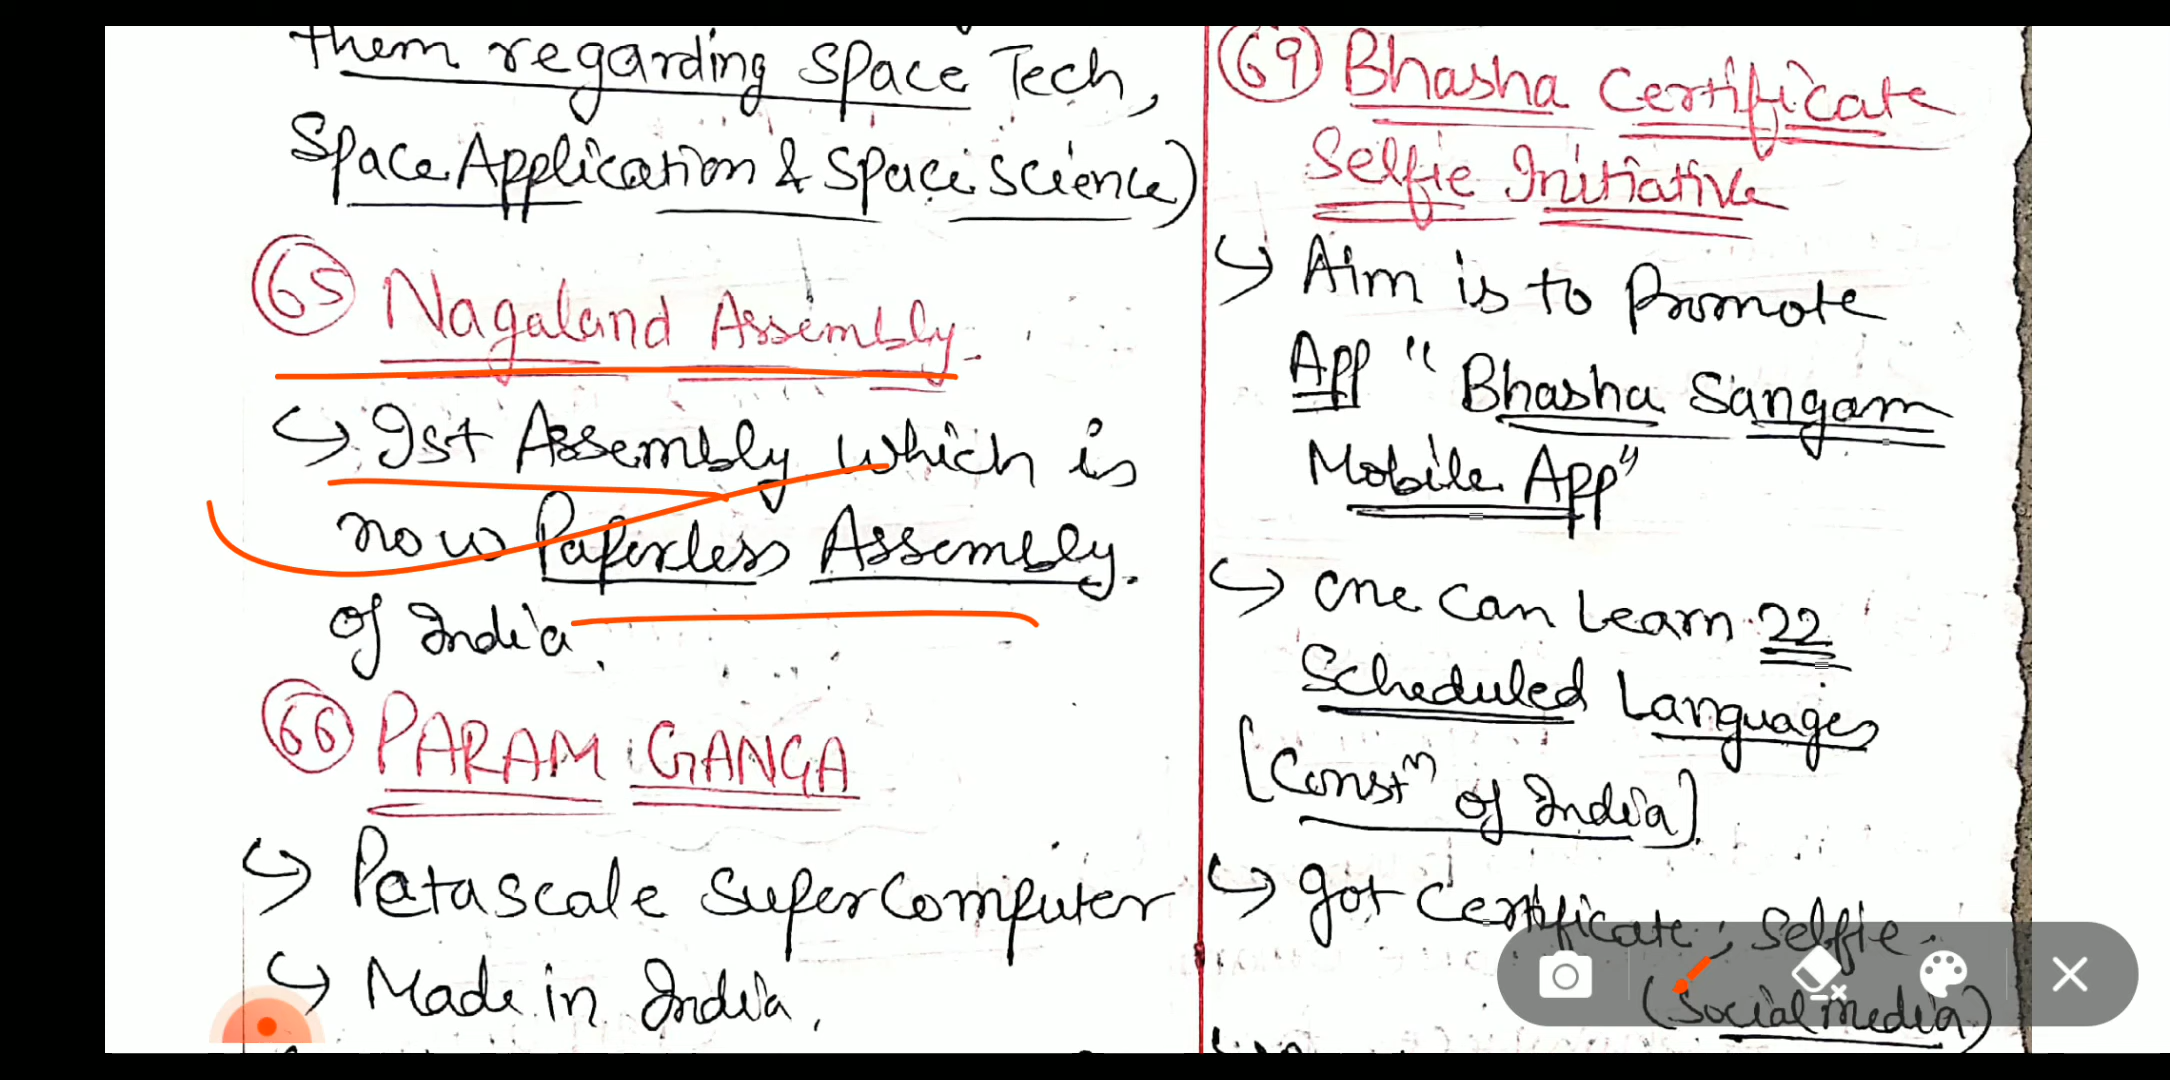 them regarding space Tech,
Space Application & Space science)
65 Nagaland Assembly.
↪ Ist Assembly which is
now Paperless Assembly.
of India.
66 PARAM GANGA
↪ Petascale supercomputer
↪ Made in India,
69 Bhasha Certificate
Selfie Initiative
↪ Aim is to Promote
App "Bhasha Sangam
Mobile App"
↪ one can learn 22
Scheduled Languages
[Constn of India].
↪ got Certificate, selfie
(social media)